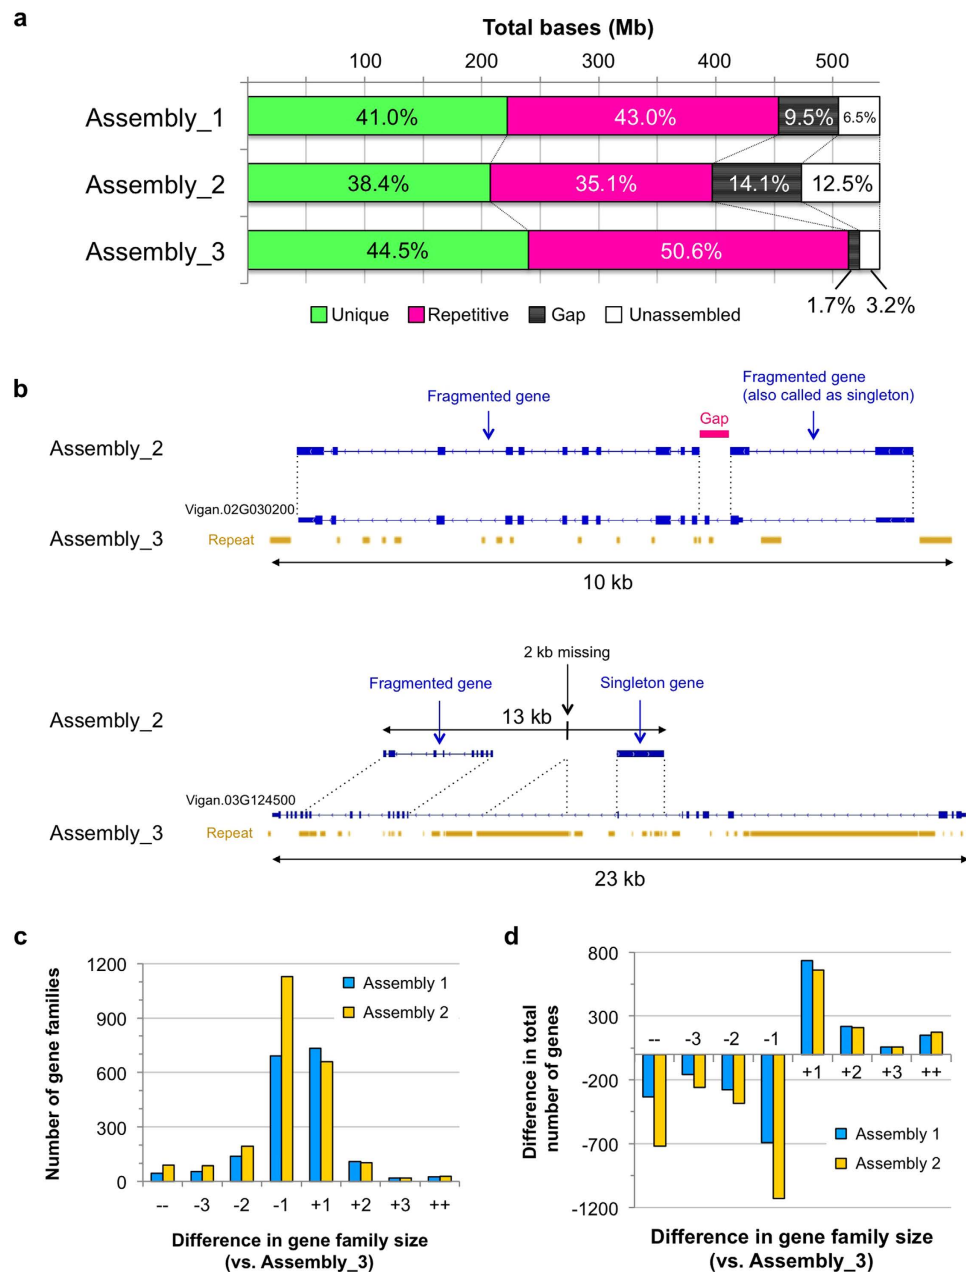 a
Total bases (Mb)
100 200 300 400 500
Assembly_1 41.0% 43.0% 9.5% 6.5%
Assembly_2 38.4% 35.1% 14.1% 12.5%
Assembly_3 44.5% 50.6%
1.7% 3.2%
Unique Repetitive Gap Unassembled
b
Fragmented gene
Fragmented gene
(also called as singleton)
Gap
Assembly_2
Vigan.02G030200
Assembly_3 Repeat
10 kb
2 kb missing
Fragmented gene Singleton gene
Assembly_2 13 kb
Vigan.03G124500
Assembly_3 Repeat
23 kb
c
Number of gene families
1200
900
600
300
0
Assembly 1
Assembly 2
-- -3 -2 -1 +1 +2 +3 ++
Difference in gene family size
(vs. Assembly_3)
d
Difference in total
number of genes
800
300
-200
-700
-1200
-- -3 -2 -1
+1 +2 +3 ++
Assembly 1
Assembly 2
Difference in gene family size
(vs. Assembly_3)